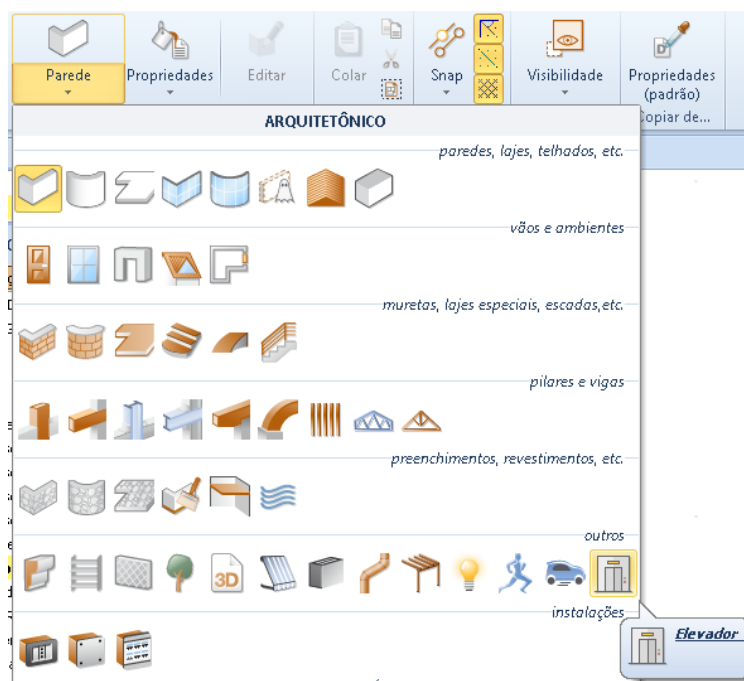 Parede
Propriedades
Editar
Colar
Snap
Visibilidade
Propriedades
(padrão)
Copiar de...
ARQUITETÔNICO
paredes, lajes, telhados, etc.
vãos e ambientes
muretas, lajes especiais, escadas,etc.
pilares e vigas
preenchimentos, revestimentos, etc.
outros
3D
instalações
Elevador